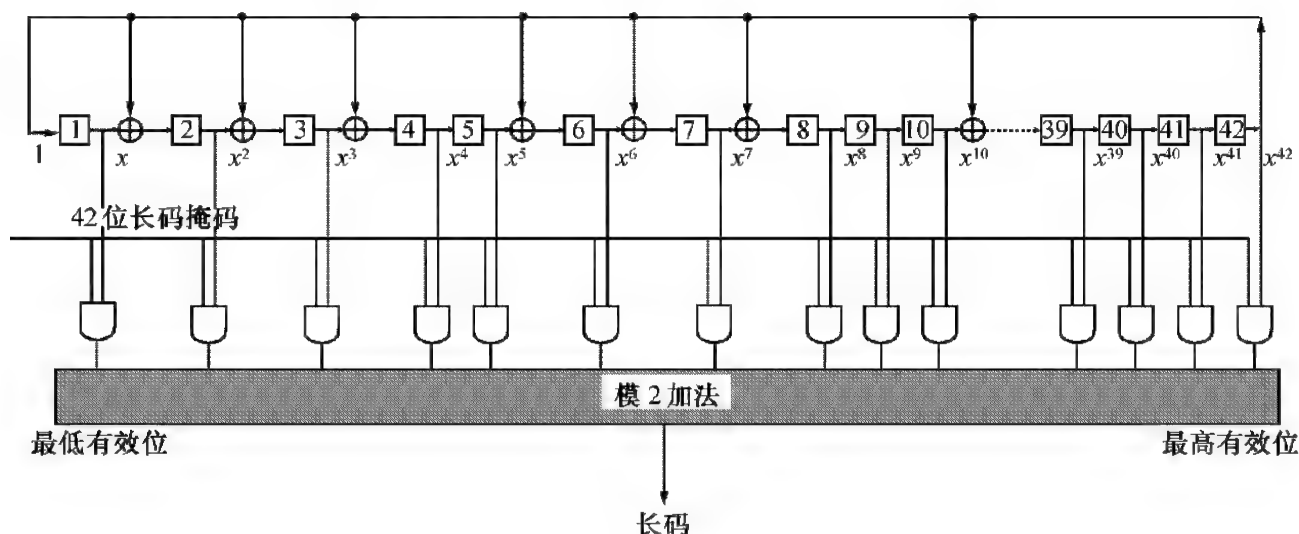 1 2 3 4 5 6 7 8 9 10 39 40 41 42
1 x x² x³ x⁴ x⁵ x⁶ x⁷ x⁸ x⁹ x¹⁰ x³⁹ x⁴⁰ x⁴¹ x⁴²
42位长码掩码
模2加法
最低有效位 最高有效位
长码